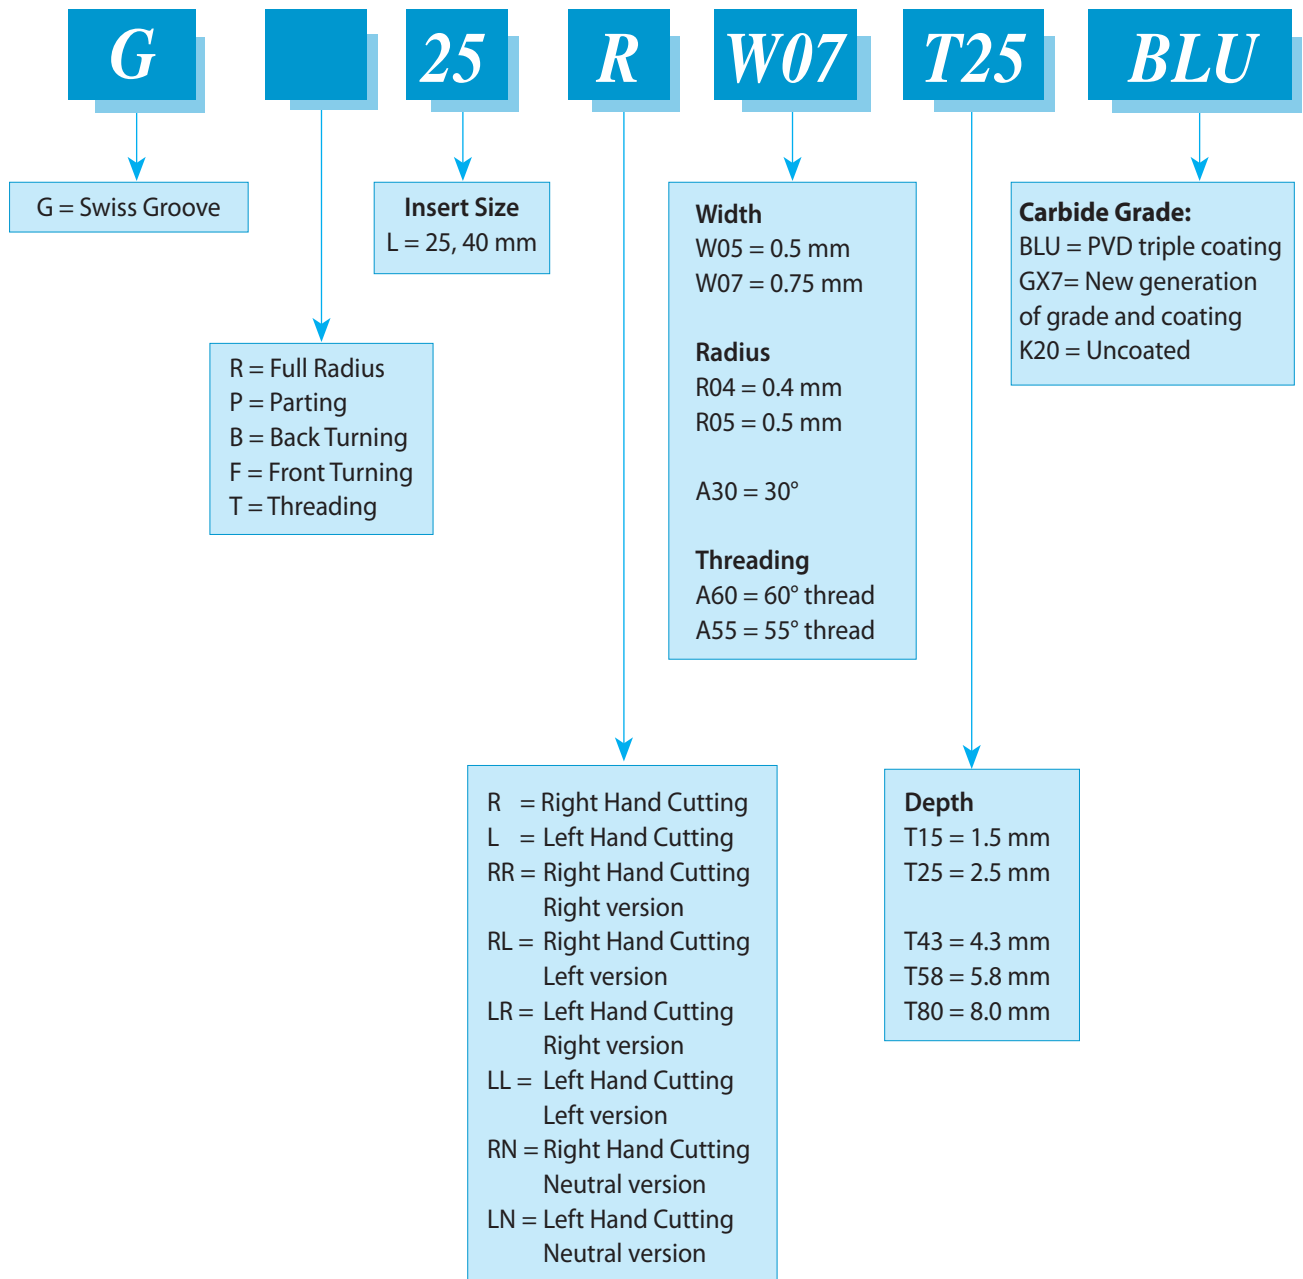 G 25 R W07 T25 BLU
G = Swiss Groove
R = Full Radius
P = Parting
B = Back Turning
F = Front Turning
T = Threading
Insert Size
L = 25, 40 mm
R = Right Hand Cutting
L = Left Hand Cutting
RR = Right Hand Cutting
Right version
RL = Right Hand Cutting
Left version
LR = Left Hand Cutting
Right version
LL = Left Hand Cutting
Left version
RN = Right Hand Cutting
Neutral version
LN = Left Hand Cutting
Neutral version
Width
W05 = 0.5 mm
W07 = 0.75 mm
Radius
R04 = 0.4 mm
R05 = 0.5 mm
A30 = 30°
Threading
A60 = 60° thread
A55 = 55° thread
Depth
T15 = 1.5 mm
T25 = 2.5 mm
T43 = 4.3 mm
T58 = 5.8 mm
T80 = 8.0 mm
Carbide Grade:
BLU = PVD triple coating
GX7= New generation
of grade and coating
K20 = Uncoated